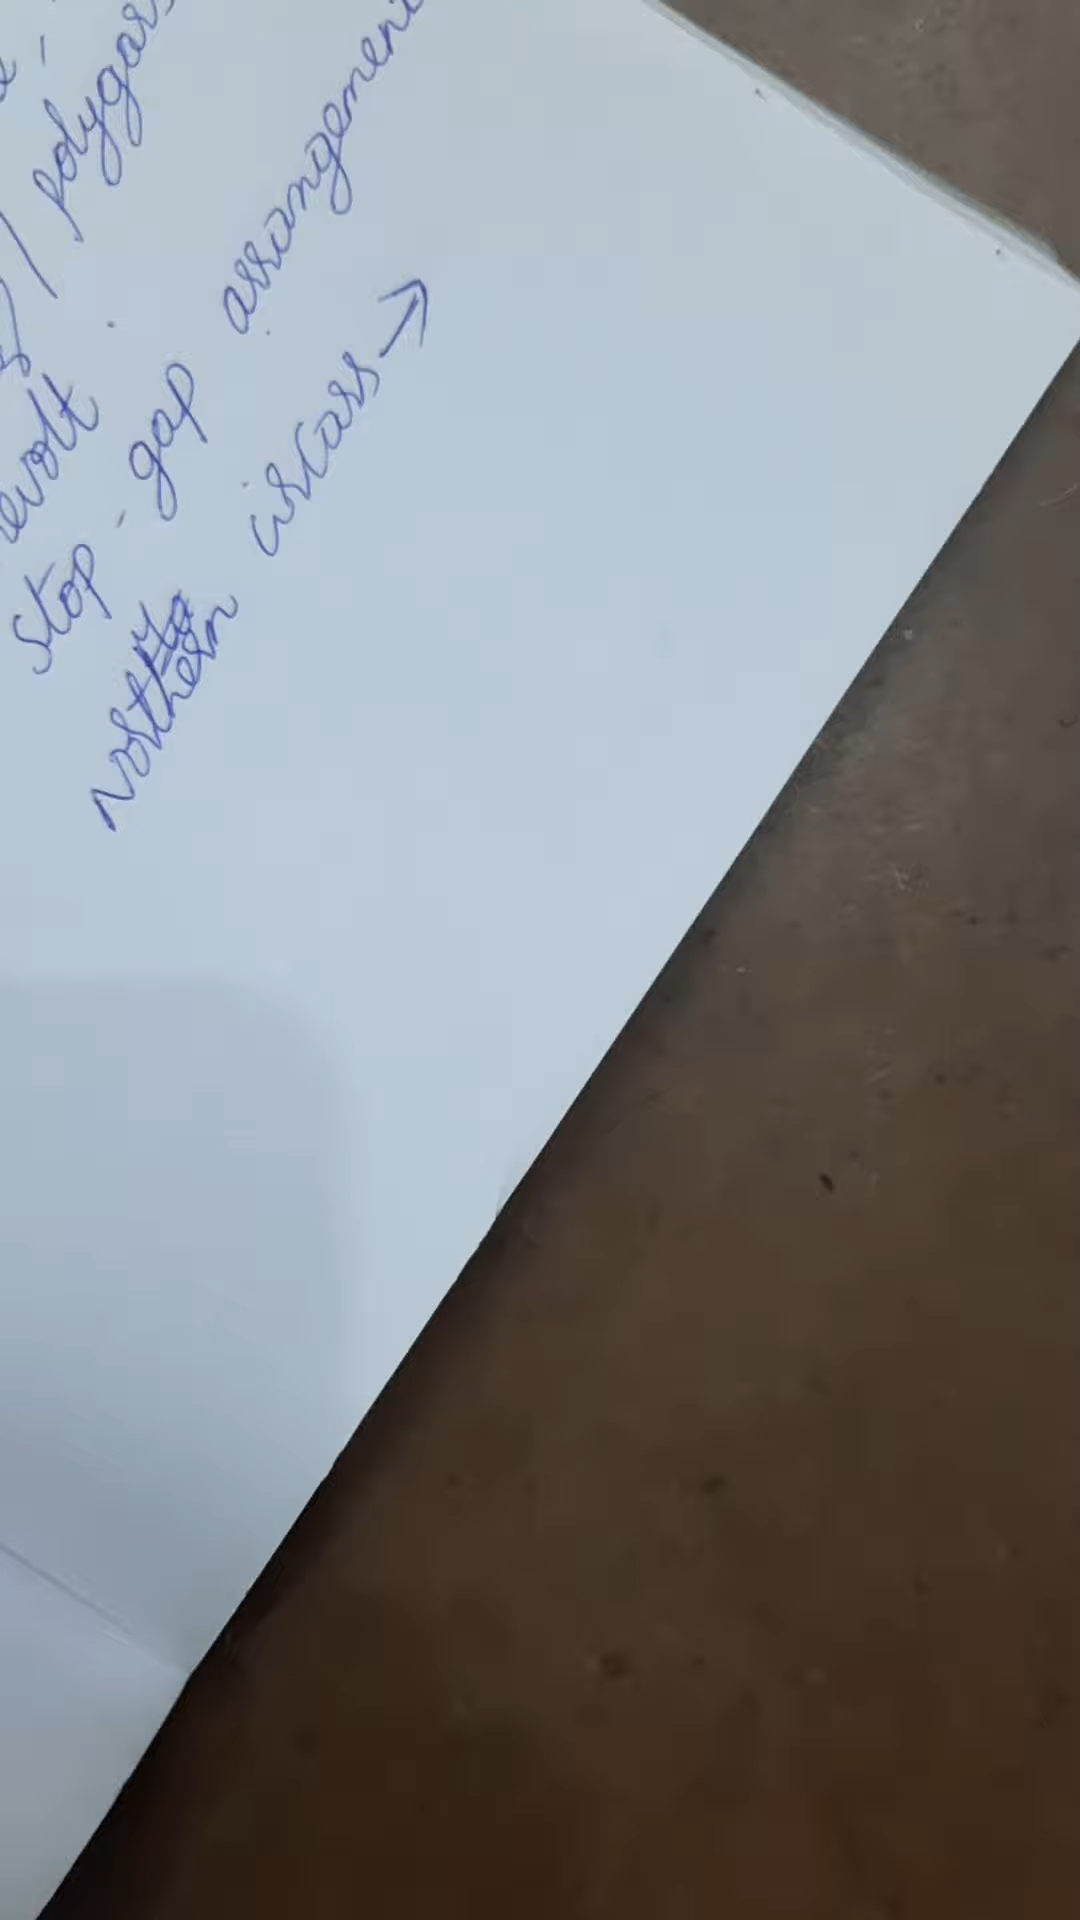 / polygars
revolt
stop - gap arrangement
northern circars →